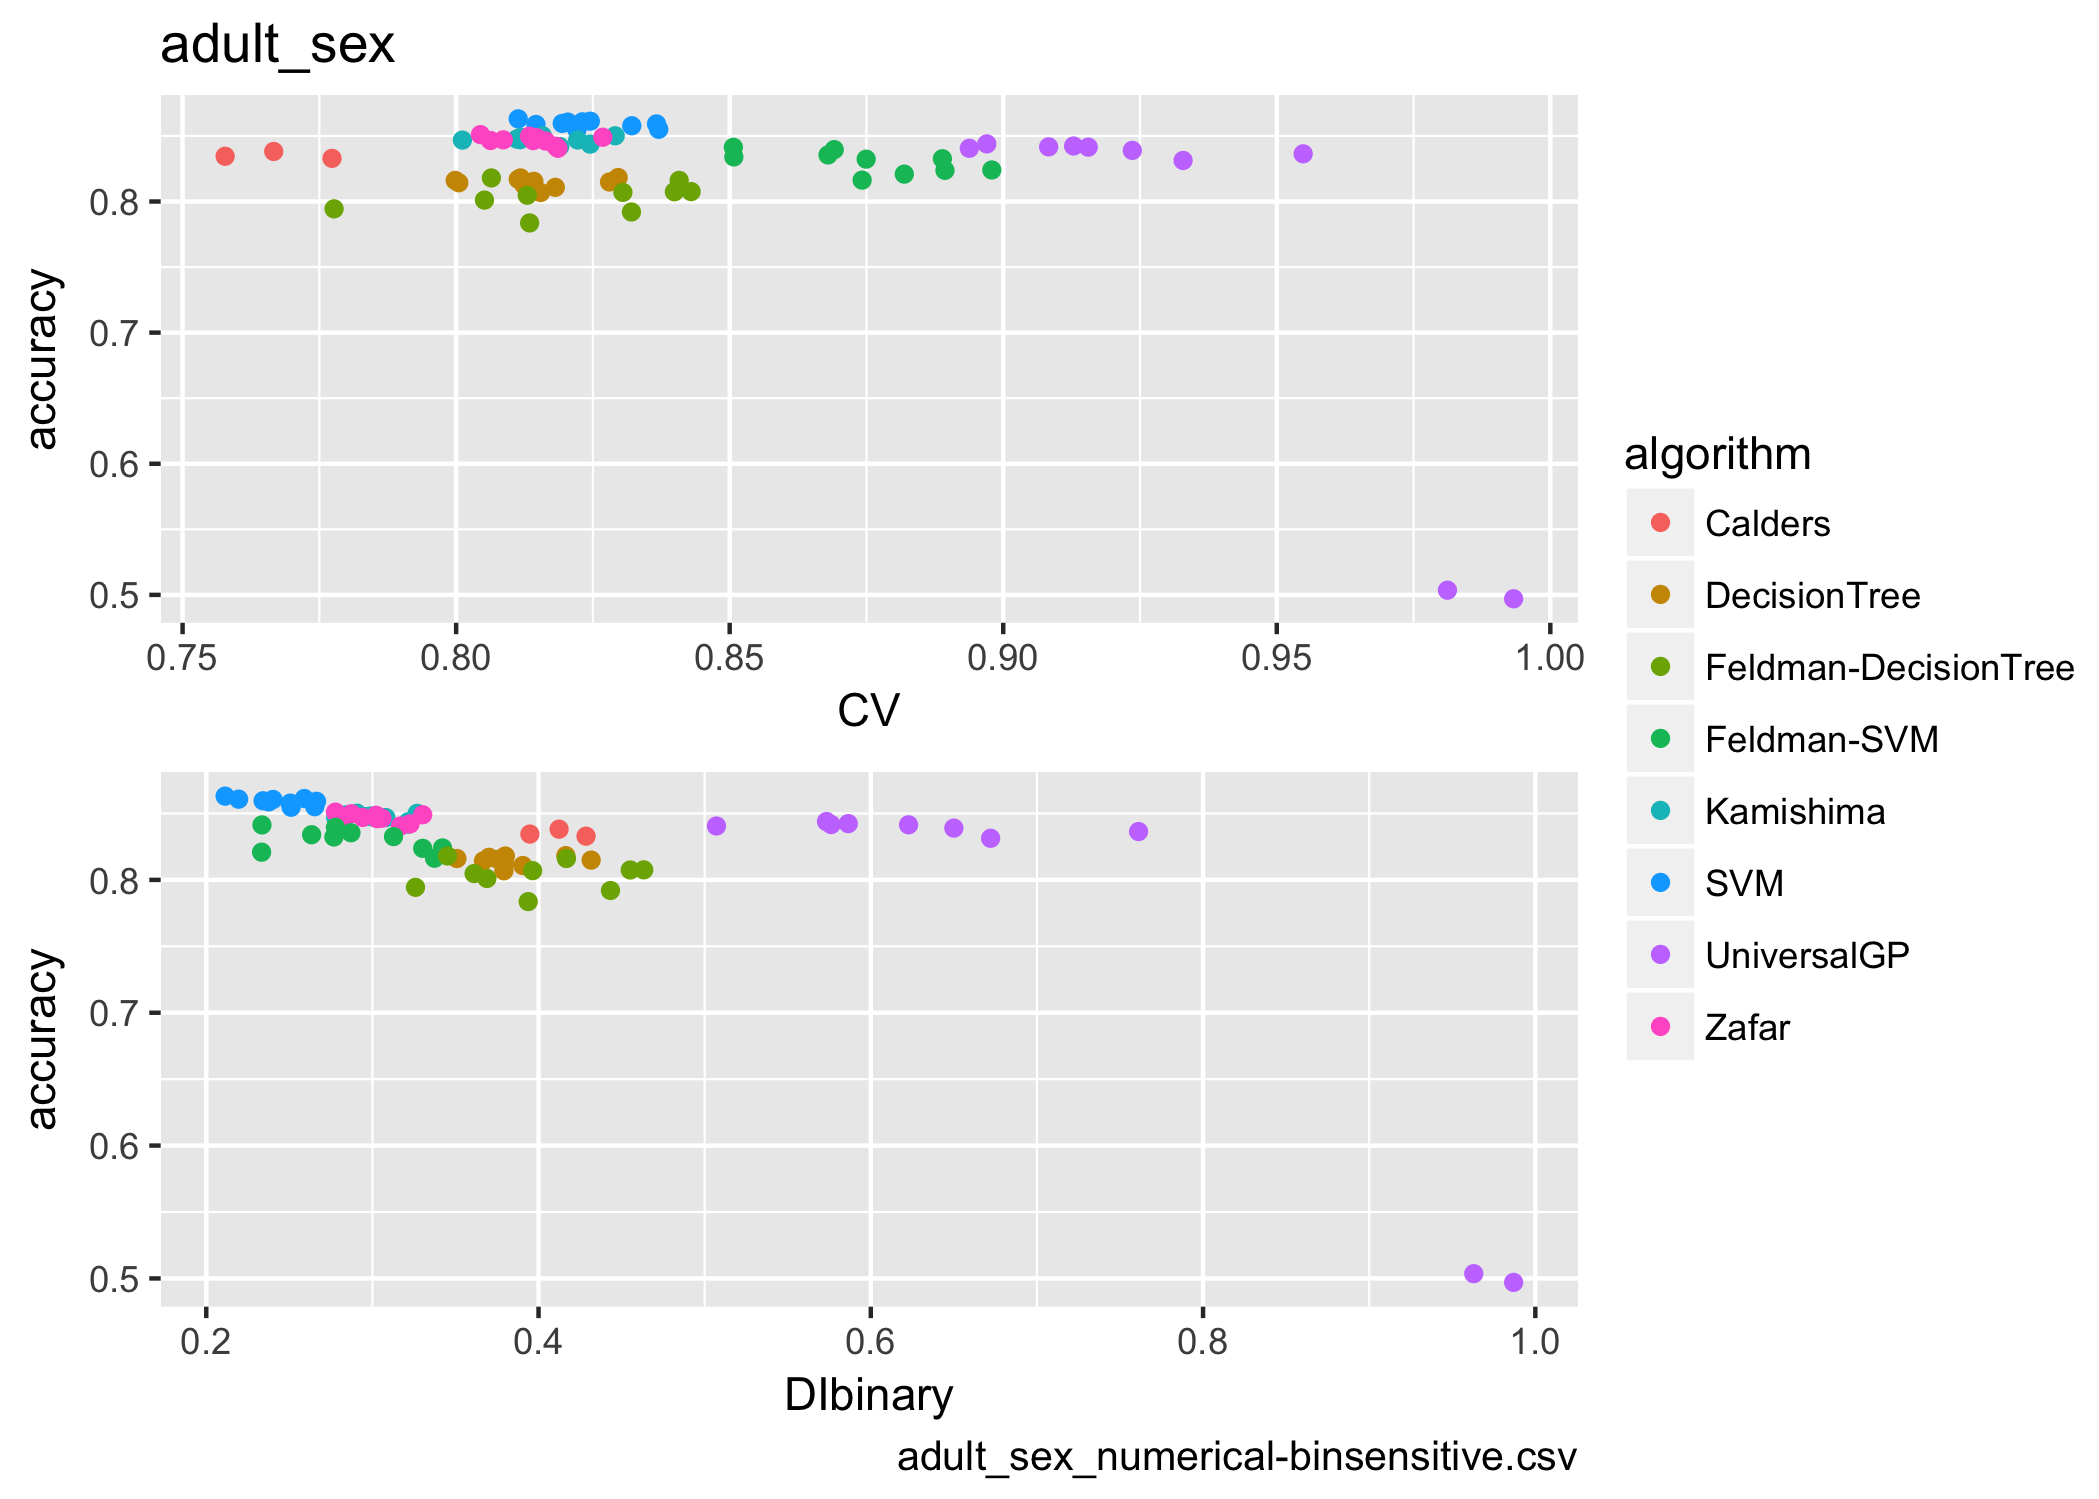 adult_sex
accuracy
0.8
0.7
0.6
0.5
0.75 0.80 0.85 0.90 0.95 1.00
CV
accuracy
0.8
0.7
0.6
0.5
0.2 0.4 0.6 0.8 1.0
DIbinary
adult_sex_numerical-binsensitive.csv
algorithm
Calders
DecisionTree
Feldman-DecisionTree
Feldman-SVM
Kamishima
SVM
UniversalGP
Zafar